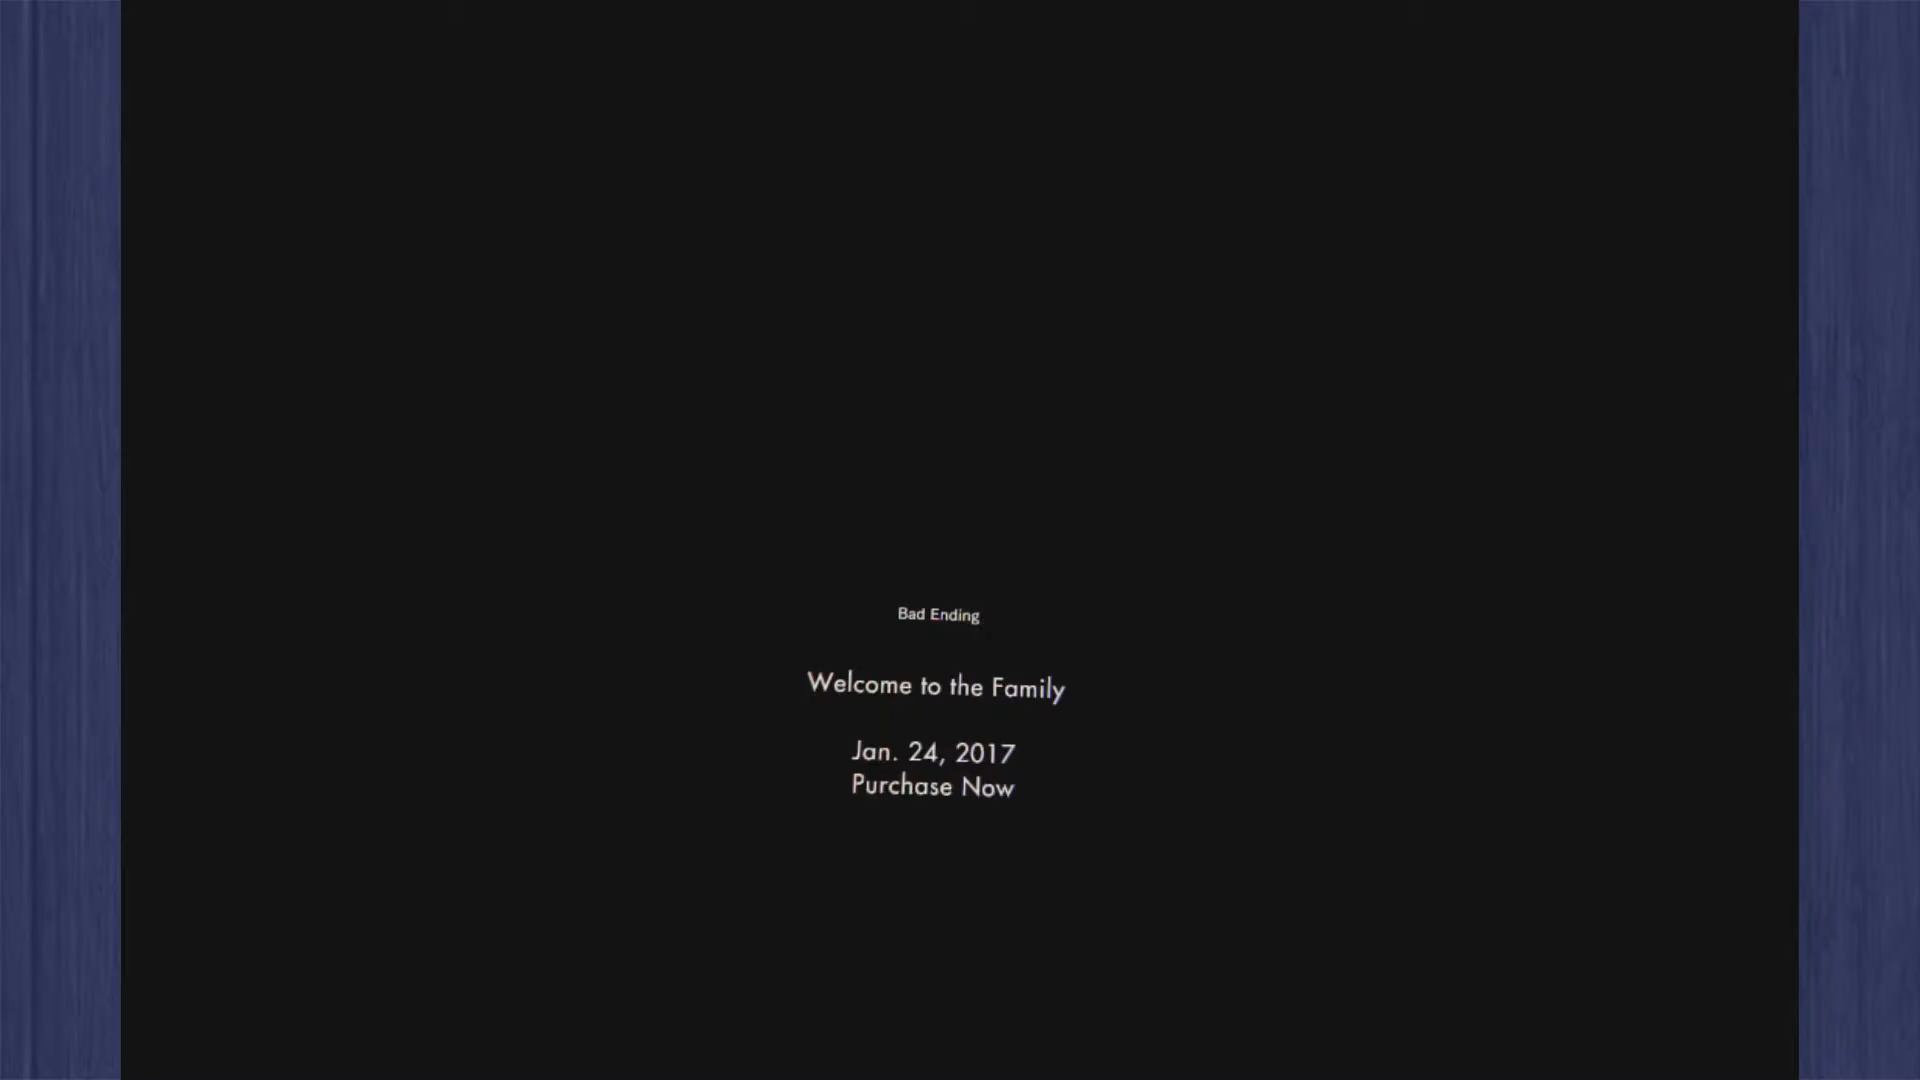 Bad Ending
Welcome to the Family
Jan. 24, 2017
Purchase Now